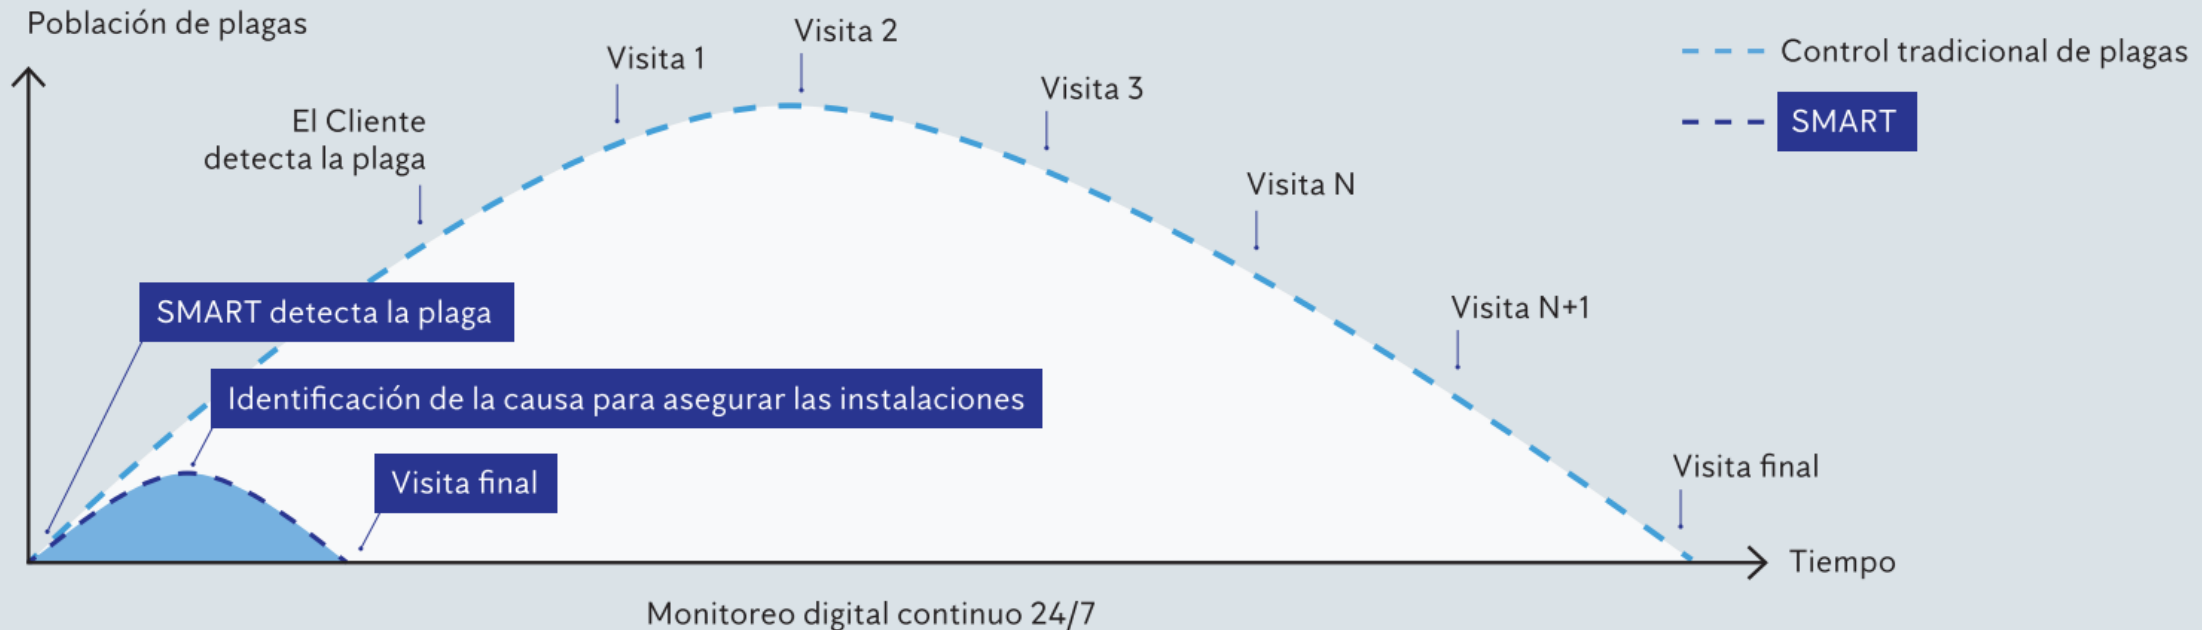 Población de plagas
Visita 1
Visita 2
Visita 3
El Cliente
detecta la plaga
Visita N
Visita N+1
Visita final
Control tradicional de plagas
SMART
SMART detecta la plaga
Identificación de la causa para asegurar las instalaciones
Visita final
Tiempo
Monitoreo digital continuo 24/7